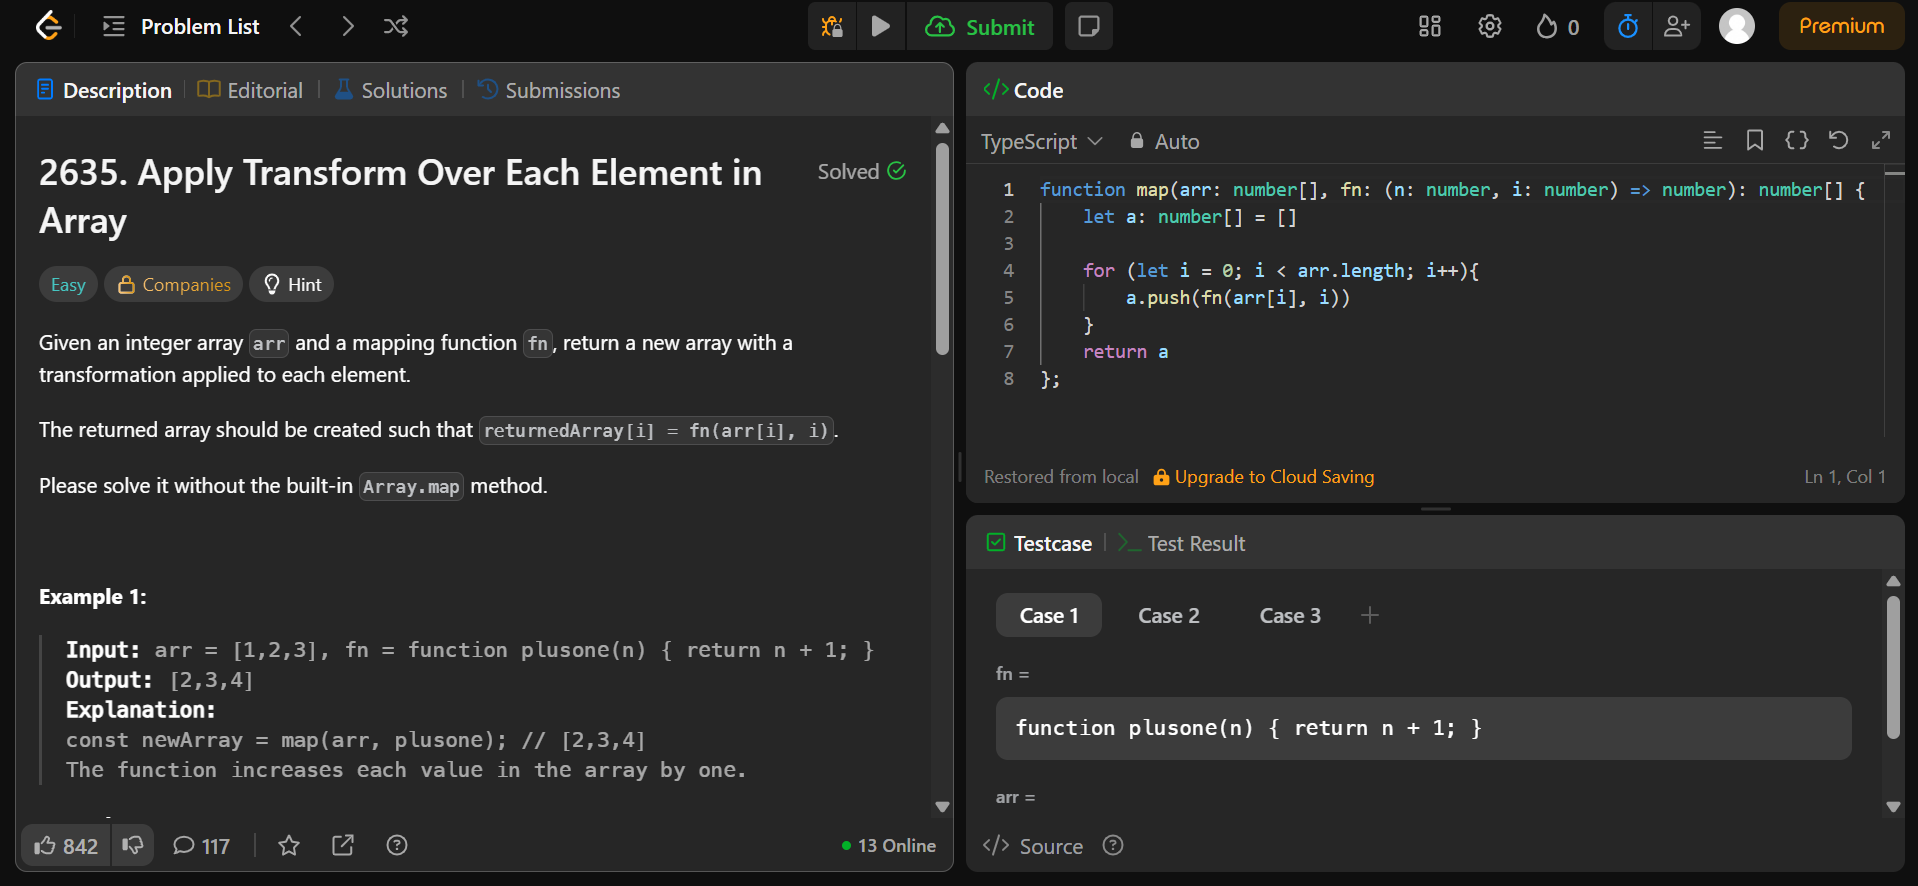 Problem List
Submit
0
Premium
Description
Editorial
Solutions
Submissions
2635. Apply Transform Over Each Element in
Array
Solved
Easy
Companies
Hint
Given an integer array arr and a mapping function fn, return a new array with a
transformation applied to each element.
The returned array should be created such that returnedArray[i] = fn(arr[i], i).
Please solve it without the built-in Array.map method.
Example 1:
Input: arr = [1,2,3], fn = function plusone(n) { return n + 1; }
Output: [2,3,4]
Explanation:
const newArray = map(arr, plusone); // [2,3,4]
The function increases each value in the array by one.
842
117
13 Online
</> Code
TypeScript
Auto
{}
1 function map(arr: number[], fn: (n: number, i: number) => number): number[] {
2     let a: number[] = []
3
4     for (let i = 0; i < arr.length; i++){
5         a.push(fn(arr[i], i))
6     }
7     return a
8 };
Restored from local
Upgrade to Cloud Saving
Ln 1, Col 1
Testcase
>_ Test Result
Case 1
Case 2
Case 3
+
fn =
function plusone(n) { return n + 1; }
arr =
</> Source